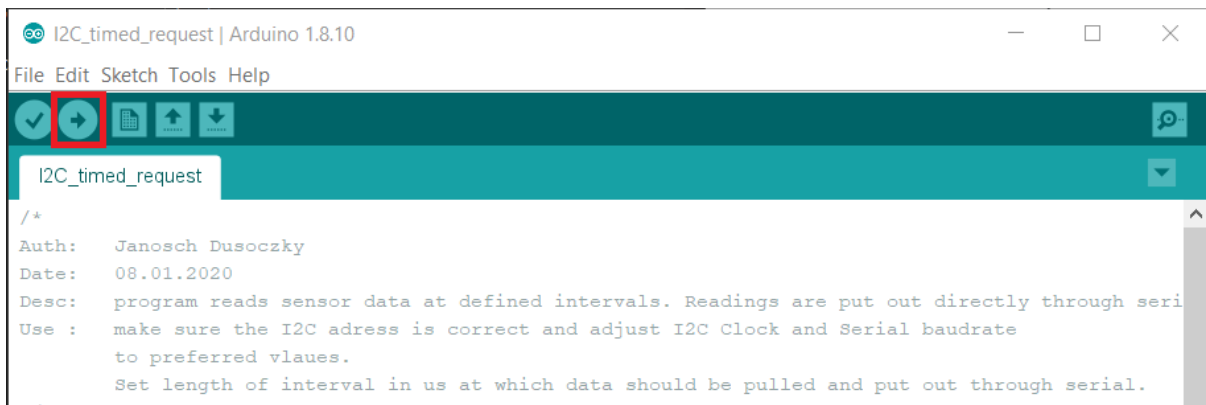 I2C_timed_request | Arduino 1.8.10
File Edit Sketch Tools Help
I2C_timed_request
/*
Auth: Janosch Dusoczky
Date: 08.01.2020
Desc: program reads sensor data at defined intervals. Readings are put out directly through seri
Use : make sure the I2C adress is correct and adjust I2C Clock and Serial baudrate
to preferred vlaues.
Set length of interval in us at which data should be pulled and put out through serial.